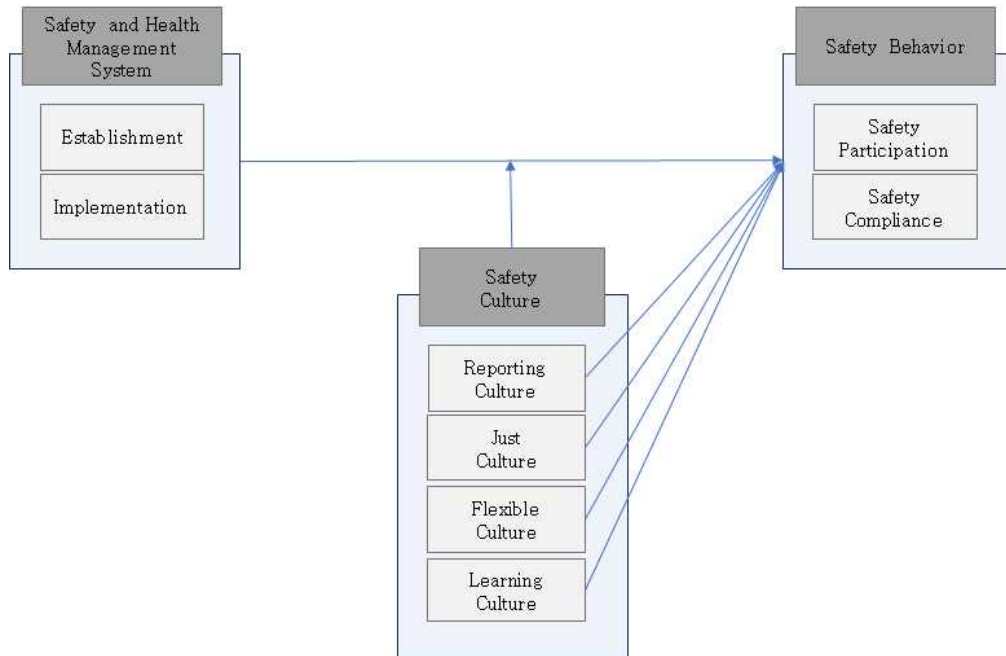 Safety and Health
Management
System
Establishment
Implementation
Safety Behavior
Safety
Participation
Safety
Compliance
Safety
Culture
Reporting
Culture
Just
Culture
Flexible
Culture
Learning
Culture